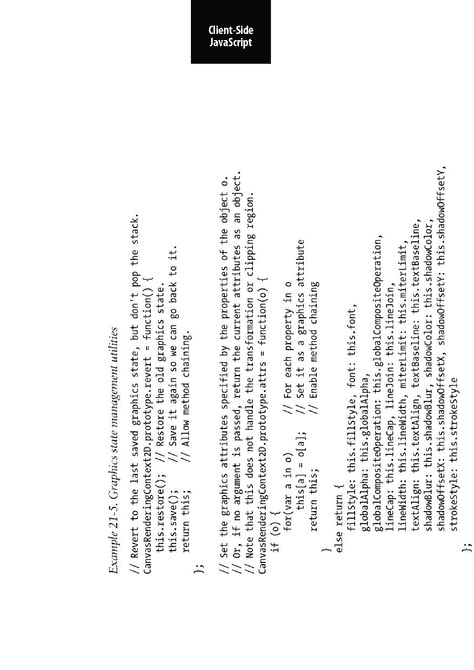 Client-Side
JavaScript
Example 21-5. Graphics state management utilities
// Revert to the last saved graphics state, but don't pop the stack.
CanvasRenderingContext2D.prototype.revert = function() {
this.restore(); // Restore the old graphics state.
this.save(); // Save it again so we can go back to it.
return this; // Allow method chaining.
};
// Set the graphics attributes specified by the properties of the object o.
// Or, if no argument is passed, return the current attributes as an object.
// Note that this does not handle the transformation or clipping region.
CanvasRenderingContext2D.prototype.attrs = function(o) {
if (o) {
for(var a in o) // For each property in o
this[a] = o[a]; // Set it as a graphics attribute
return this; // Enable method chaining
}
else return {
fillStyle: this.fillStyle, font: this.font,
globalAlpha: this.globalAlpha,
globalCompositeOperation: this.globalCompositeOperation,
lineCap: this.lineCap, lineJoin: this.lineJoin,
lineWidth: this.lineWidth, miterLimit: this.miterLimit,
textAlign: this.textAlign, textBaseline: this.textBaseline,
shadowBlur: this.shadowBlur, shadowColor: this.shadowColor,
shadowOffsetX: this.shadowOffsetX, shadowOffsetY: this.shadowOffsetY,
strokeStyle: this.strokeStyle
};